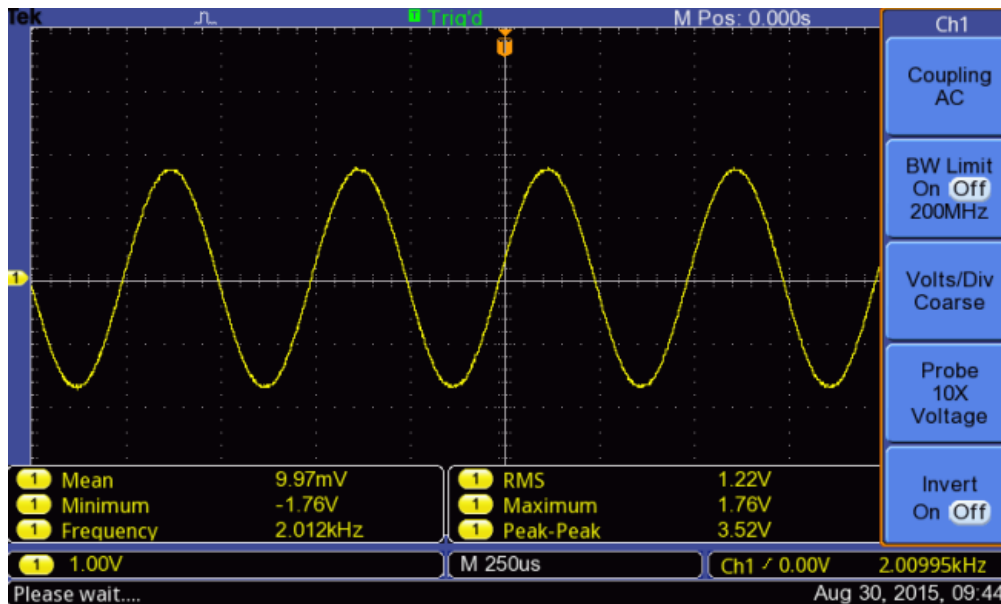 Tek Trig'd M Pos: 0.000s
T
Ch1
Coupling
AC
BW Limit
On Off
200MHz
Volts/Div
Coarse
Probe
10X
Voltage
Invert
On Off
1
1 Mean 9.97mV
1 Minimum -1.76V
1 Frequency 2.012kHz
1 RMS 1.22V
1 Maximum 1.76V
1 Peak-Peak 3.52V
1 1.00V M 250us Ch1 0.00V 2.00995kHz
Please wait.... Aug 30, 2015, 09:44